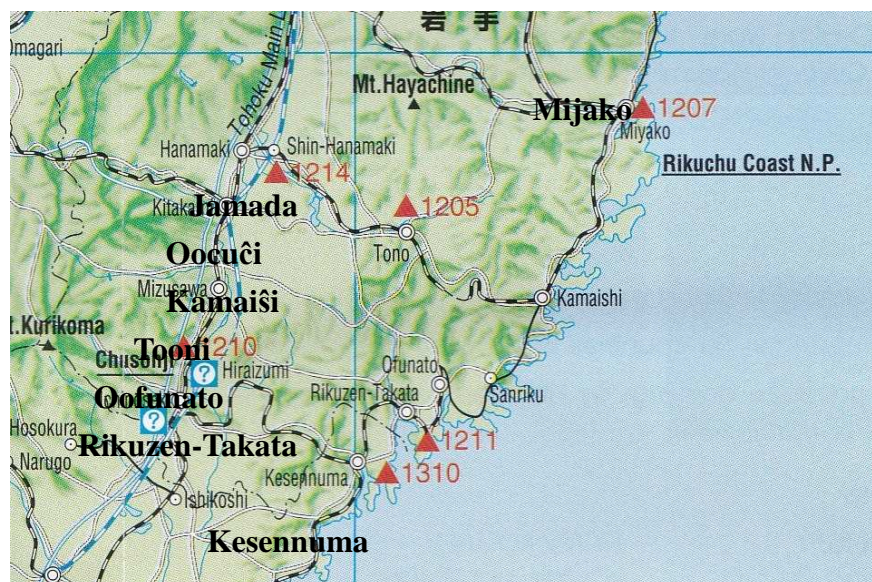 岩手
Omagari
Tohoku Main L
Mt.Hayachine
Mijako
1207
Miyako
Hanamaki
Shin-Hanamaki
Rikuchu Coast N.P.
1214
Jamada
1205
Tono
Oocuĉi
Mizusawa
Kamaiŝi
Kamaishi
t.Kurikoma
Tooni
210
Chusonji
? Hiraizumi
Ofunato
Oofunato
Rikuzen-Takata
Sanriku
?
Hosokura
Rikuzen-Takata
1211
Narugo
Kesennuma
1310
Ishikoshi
Kesennuma